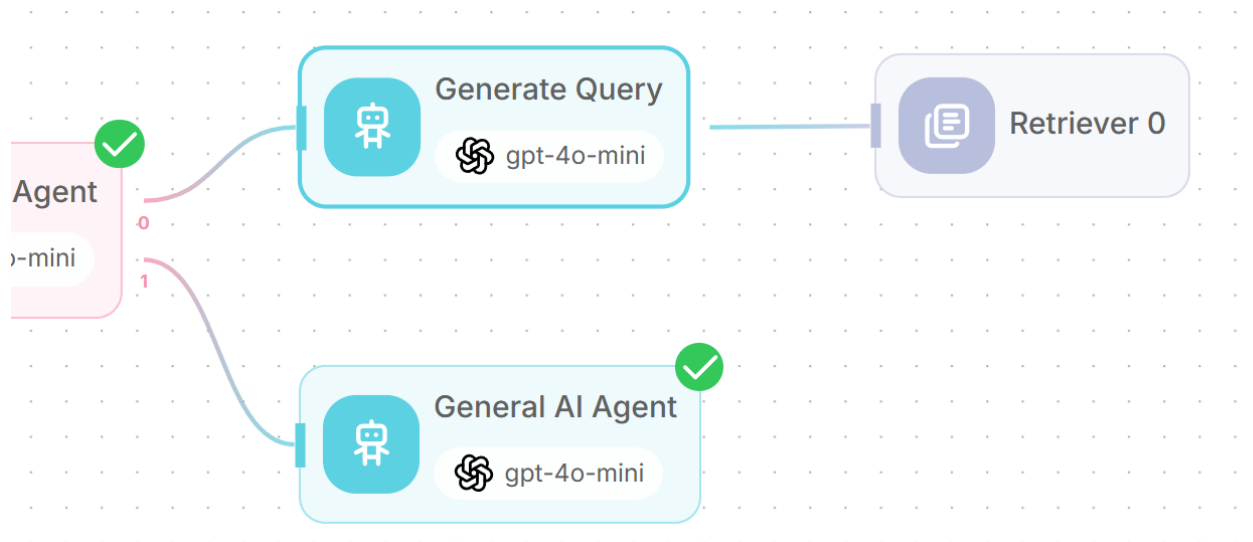 Agent
-mini
0
1
Generate Query
gpt-4o-mini
Retriever 0
General AI Agent
gpt-4o-mini